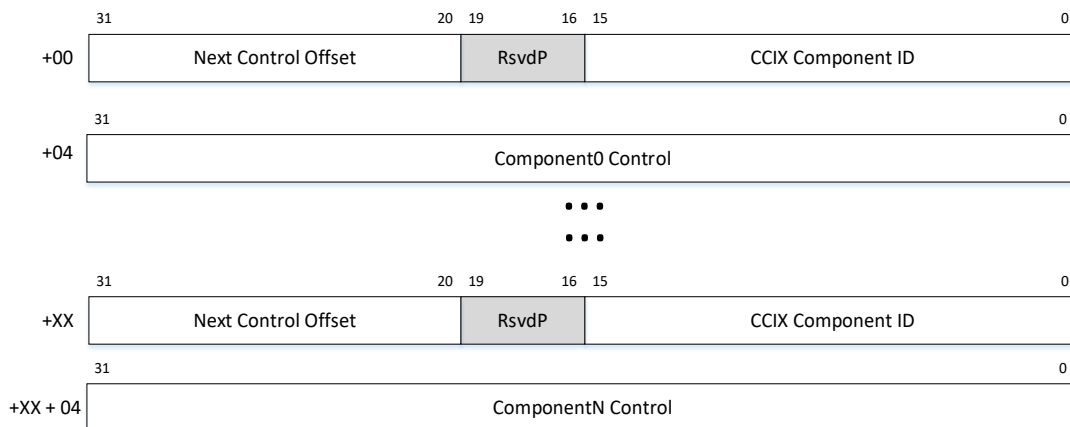 31 20 19 16 15 0
+00 Next Control Offset RsvdP CCIX Component ID
31 0
+04 Component0 Control
...
...
31 20 19 16 15 0
+XX Next Control Offset RsvdP CCIX Component ID
31 0
+XX + 04 ComponentN Control